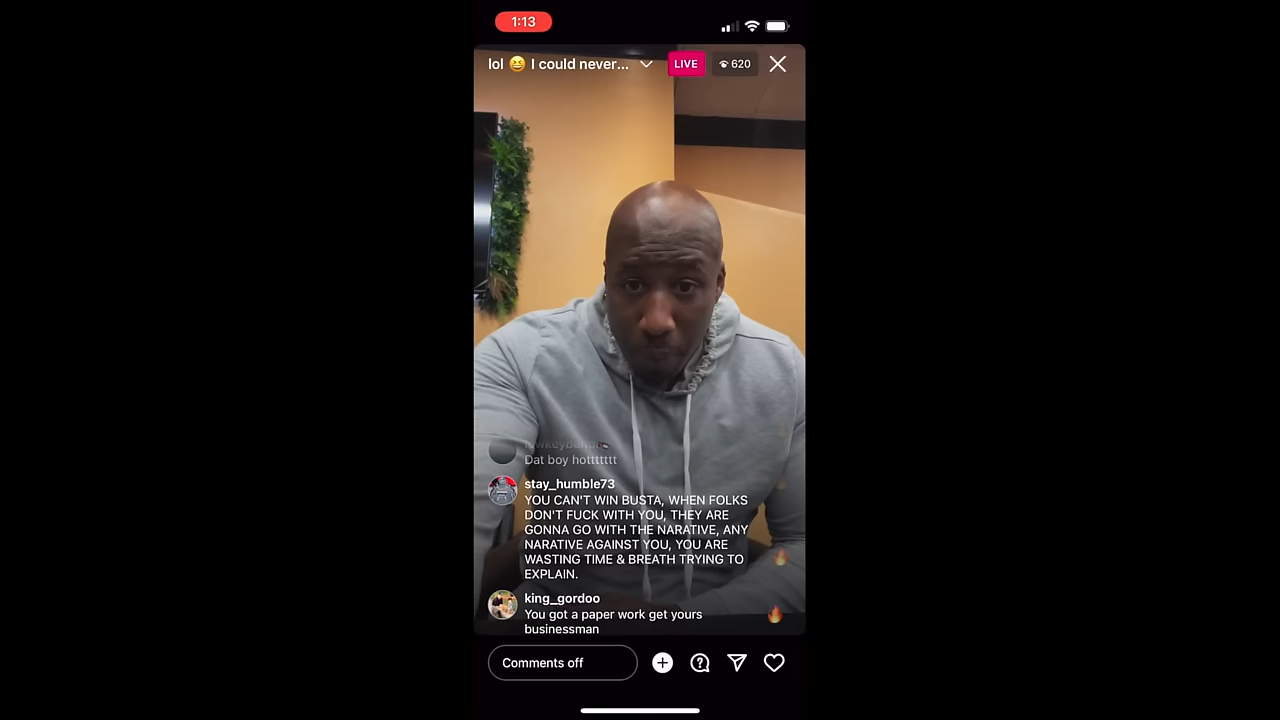 1:13
lol 😆 I could never...
LIVE
620
Dat boy hottttttt
stay_humble73
YOU CAN'T WIN BUSTA, WHEN FOLKS
DON'T FUCK WITH YOU, THEY ARE
GONNA GO WITH THE NARATIVE, ANY
NARATIVE AGAINST YOU, YOU ARE
WASTING TIME & BREATH TRYING TO
EXPLAIN.
king_gordoo
You got a paper work get yours
businessman
Comments off